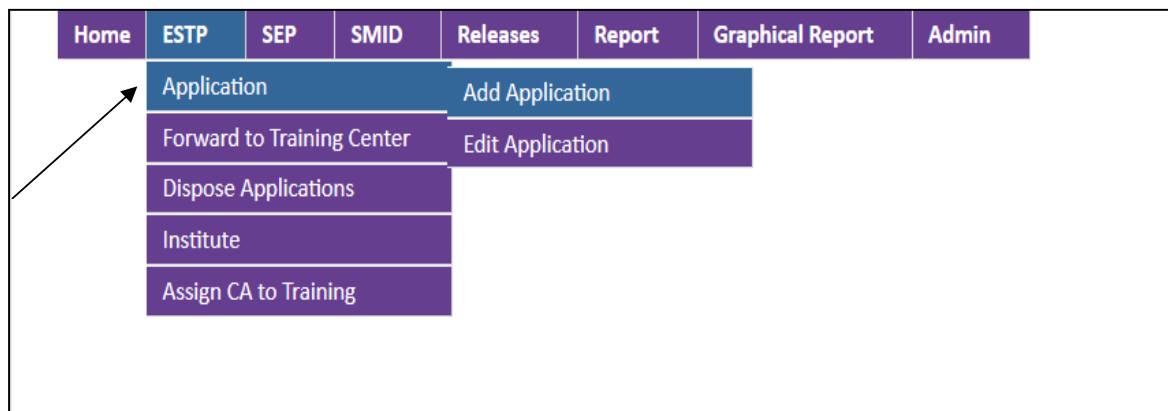 Home ESTP SEP SMID Releases Report Graphical Report Admin
Application Add Application
Forward to Training Center Edit Application
Dispose Applications
Institute
Assign CA to Training